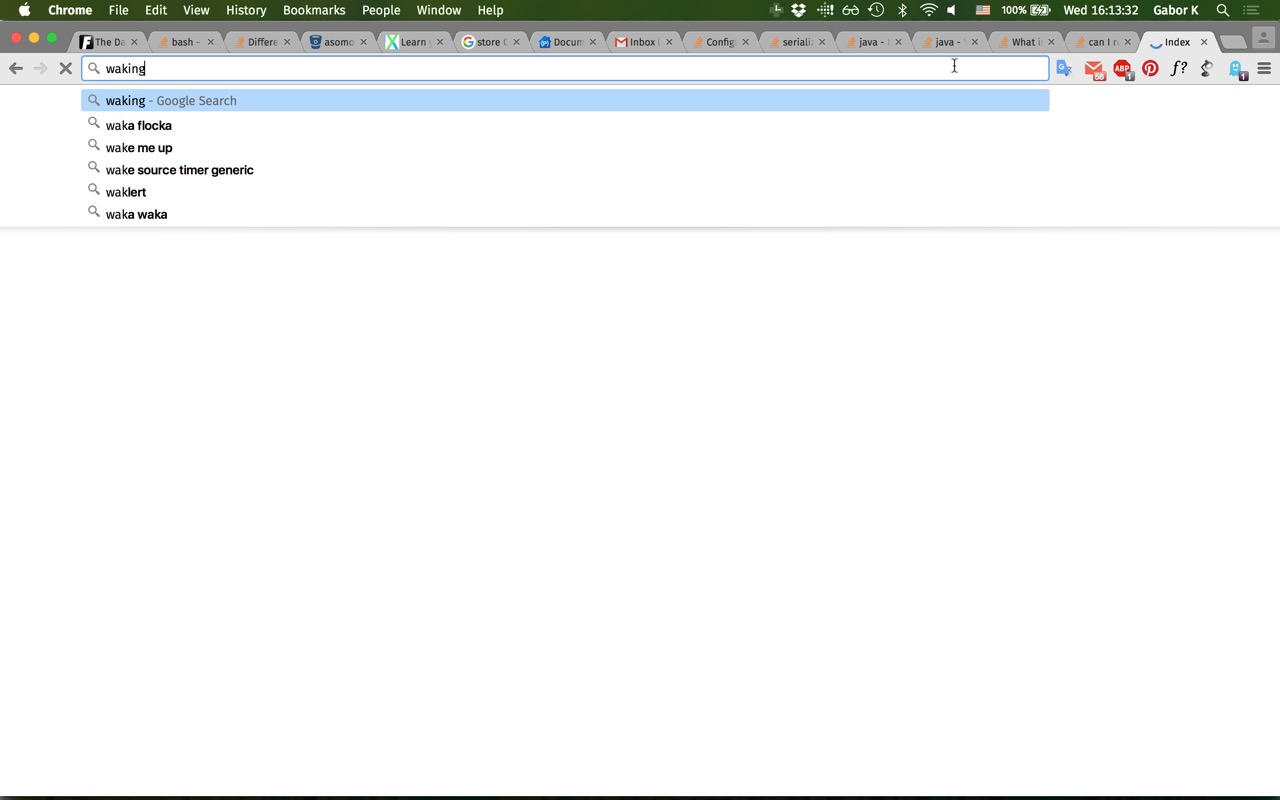 Chrome File Edit View History Bookmarks People Window Help 100% Wed 16:13:32 Gabor K
The Da bash - Differe asomo Learn store C Docum Inbox ( Config seriali java - java - What i can I r Index
waking 58 ABP 1 f? 1
waking - Google Search
waka flocka
wake me up
wake source timer generic
waklert
waka waka